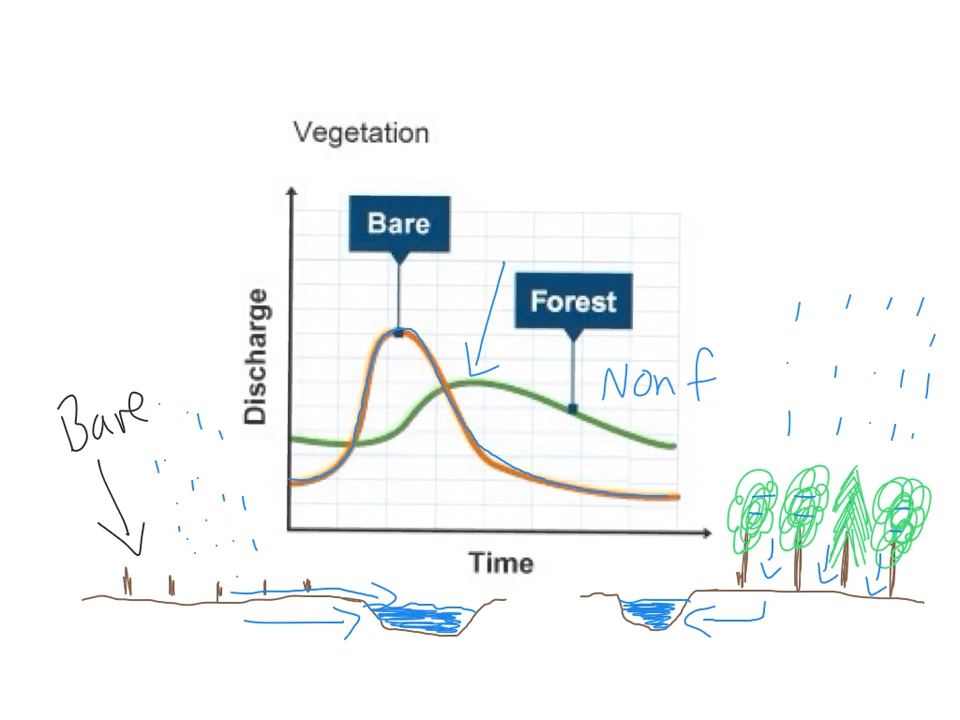 Vegetation
Bare
Forest
Non f
Bare
Discharge
Time